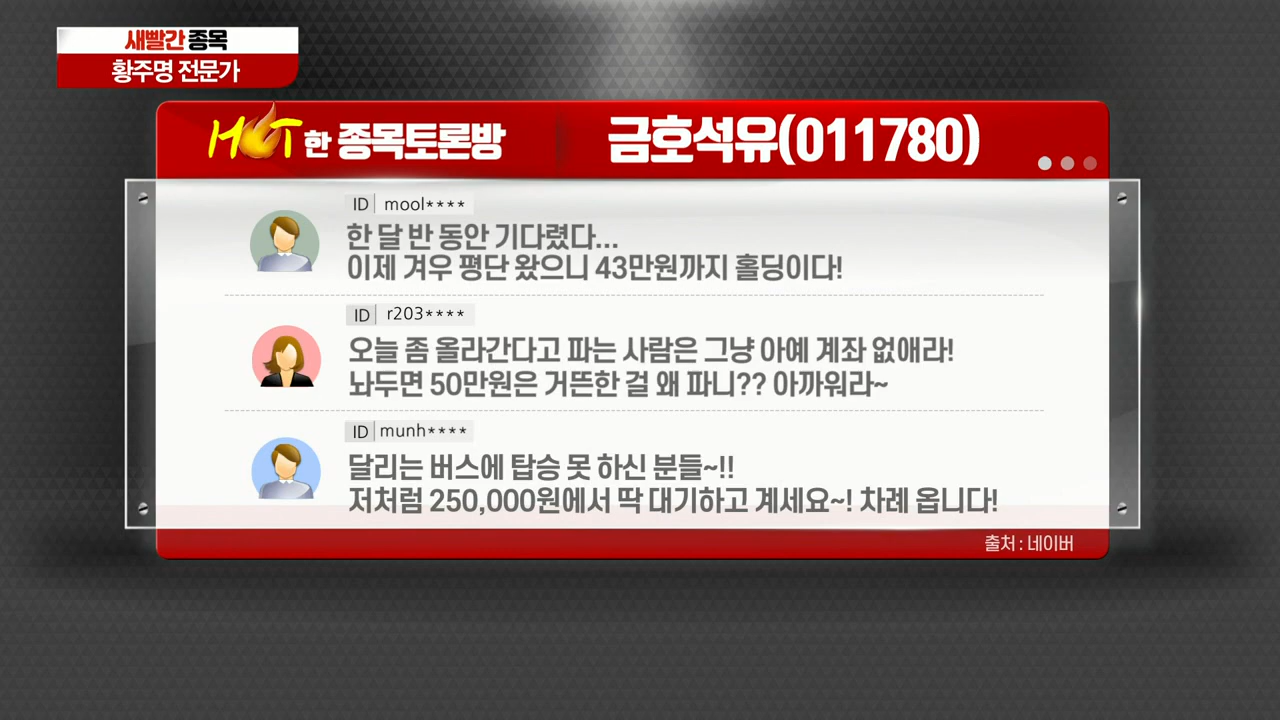 새빨간 종목
황주명 전문가
HOT한 종목토론방
금호석유(011780)
ID mool****
한 달 반 동안 기다렸다...
이제 겨우 평단 왔으니 43만원까지 홀딩이다!
ID r203****
오늘 좀 올라간다고 파는 사람은 그냥 아예 계좌 없애라!
놔두면 50만원은 거뜬한 걸 왜 파니?? 아까워라~
ID munh****
달리는 버스에 탑승 못 하신 분들~!!
저처럼 250,000원에서 딱 대기하고 계세요~! 차례 옵니다!
출처 : 네이버